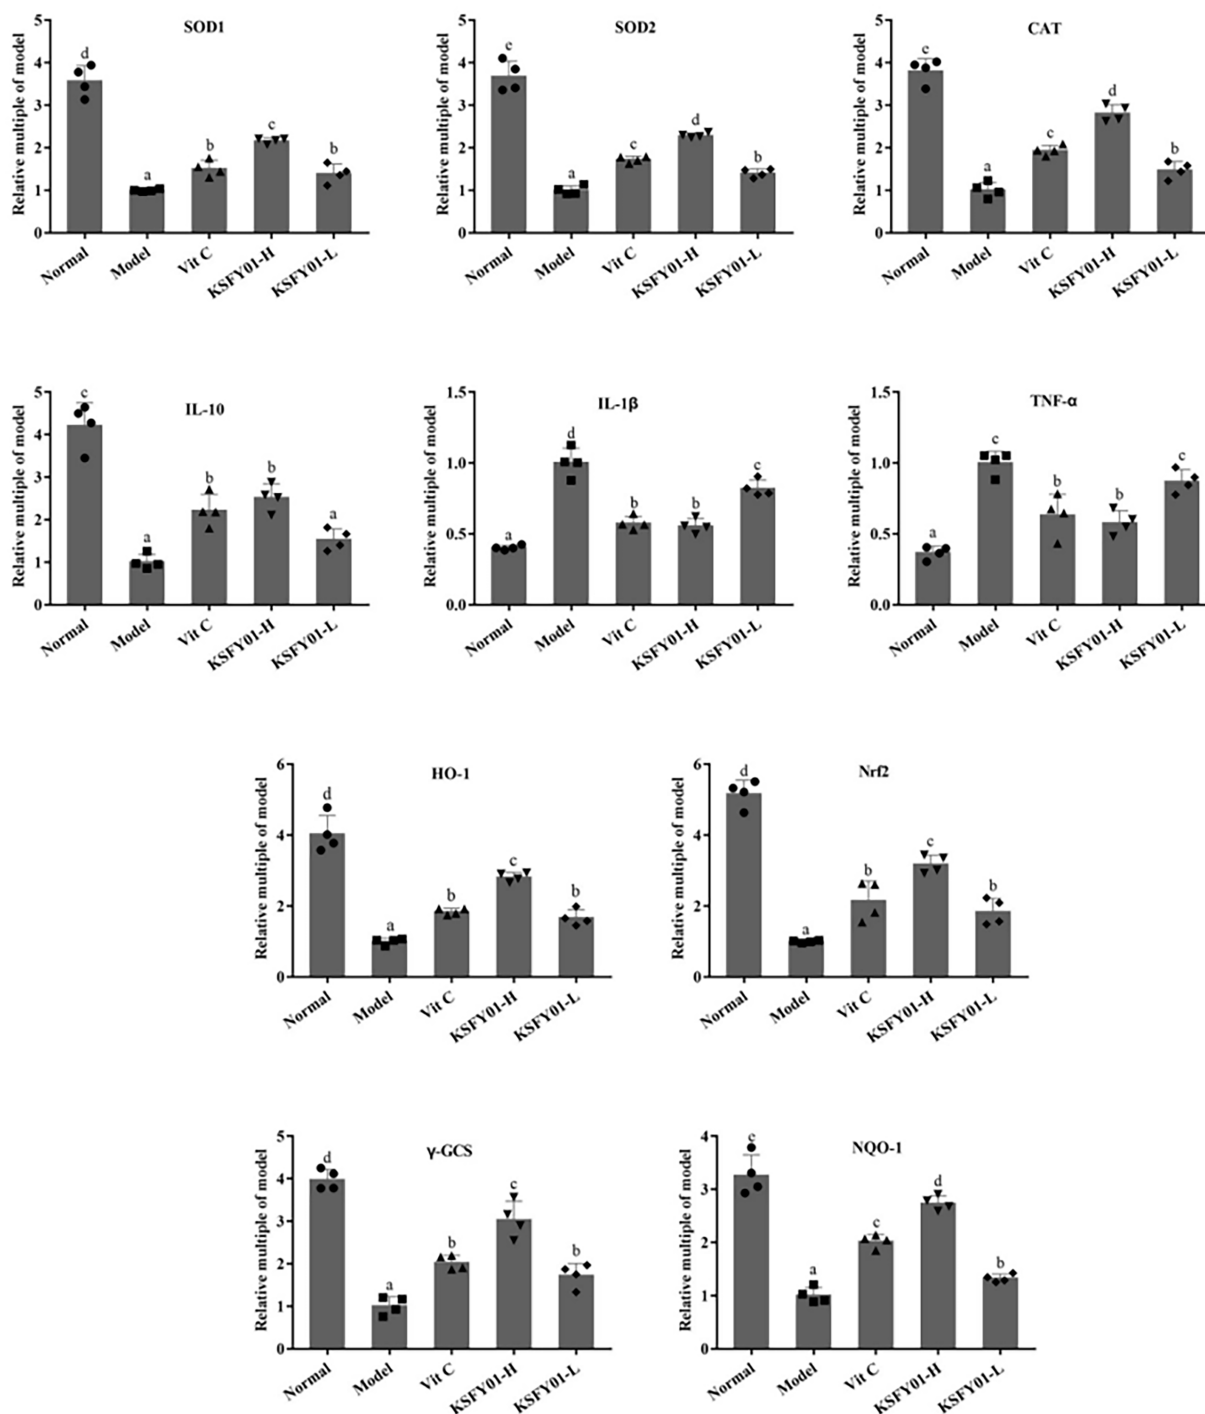 SOD1
Relative multiple of model
5
4
3
2
1
0
d
a
b
c
b
Normal
Model
Vit C
KSFY01-H
KSFY01-L
SOD2
Relative multiple of model
5
4
3
2
1
0
e
a
c
d
b
Normal
Model
Vit C
KSFY01-H
KSFY01-L
CAT
Relative multiple of model
5
4
3
2
1
0
e
a
c
d
b
Normal
Model
Vit C
KSFY01-H
KSFY01-L
IL-10
Relative multiple of model
5
4
3
2
1
0
c
a
b
b
a
Normal
Model
Vit C
KSFY01-H
KSFY01-L
IL-1β
Relative multiple of model
1.5
1.0
0.5
0.0
a
d
b
b
c
Normal
Model
Vit C
KSFY01-H
KSFY01-L
TNF-α
Relative multiple of model
1.5
1.0
0.5
0.0
a
c
b
b
c
Normal
Model
Vit C
KSFY01-H
KSFY01-L
HO-1
Relative multiple of model
6
4
2
0
d
a
b
c
b
Normal
Model
Vit C
KSFY01-H
KSFY01-L
Nrf2
Relative multiple of model
6
4
2
0
d
a
b
c
b
Normal
Model
Vit C
KSFY01-H
KSFY01-L
γ-GCS
Relative multiple of model
5
4
3
2
1
0
d
a
b
c
b
Normal
Model
Vit C
KSFY01-H
KSFY01-L
NQO-1
Relative multiple of model
4
3
2
1
0
e
a
c
d
b
Normal
Model
Vit C
KSFY01-H
KSFY01-L